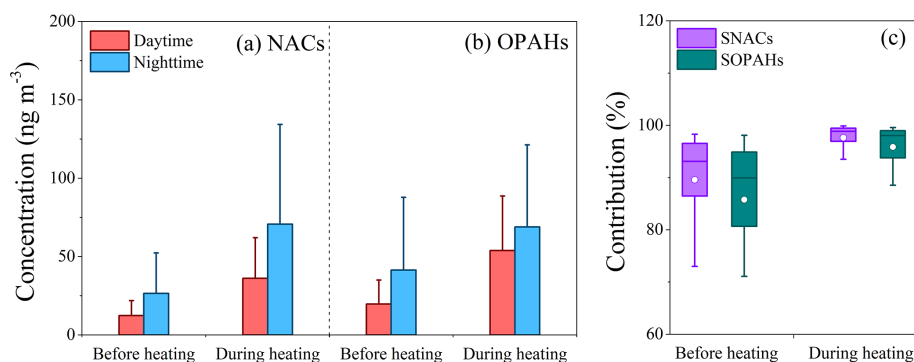 200
150
100
50
0
Concentration (ng m⁻³)
Daytime
Nighttime
(a) NACs
(b) OPAHs
Before heating
During heating
Before heating
During heating
120
100
80
60
Contribution (%)
SNACs
SOPAHs
(c)
Before heating
During heating